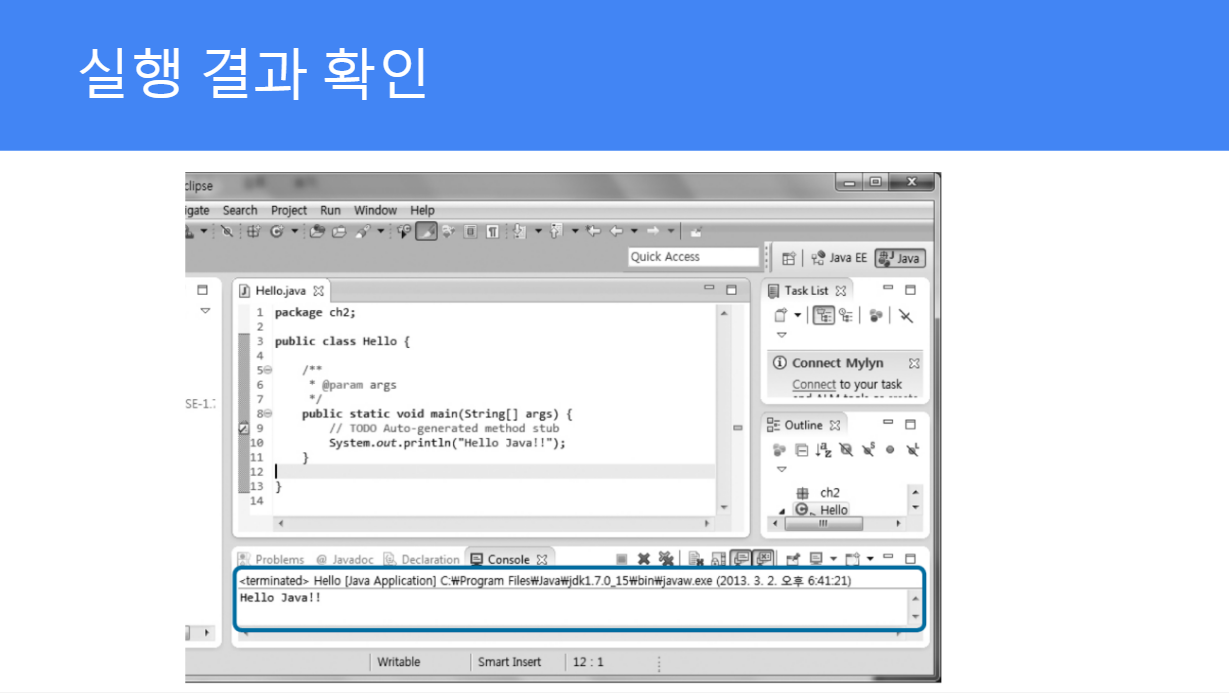 실행 결과 확인
clipse
igate Search Project Run Window Help
Quick Access
Java EE Java
Hello.java
Task List
1 package ch2;
2
3 public class Hello {
4
5 /**
6 * @param args
7 */
8 public static void main(String[] args) {
9 // TODO Auto-generated method stub
10 System.out.println("Hello Java!!");
11 }
12
13 }
14
SE-1.
Connect Mylyn
Connect to your task
Outline
ch2
Hello
Problems @ Javadoc Declaration Console
<terminated> Hello [Java Application] C:₩Program Files₩Java₩jdk1.7.0_15₩bin₩javaw.exe (2013. 3. 2. 오후 6:41:21)
Hello Java!!
Writable Smart Insert 12 : 1